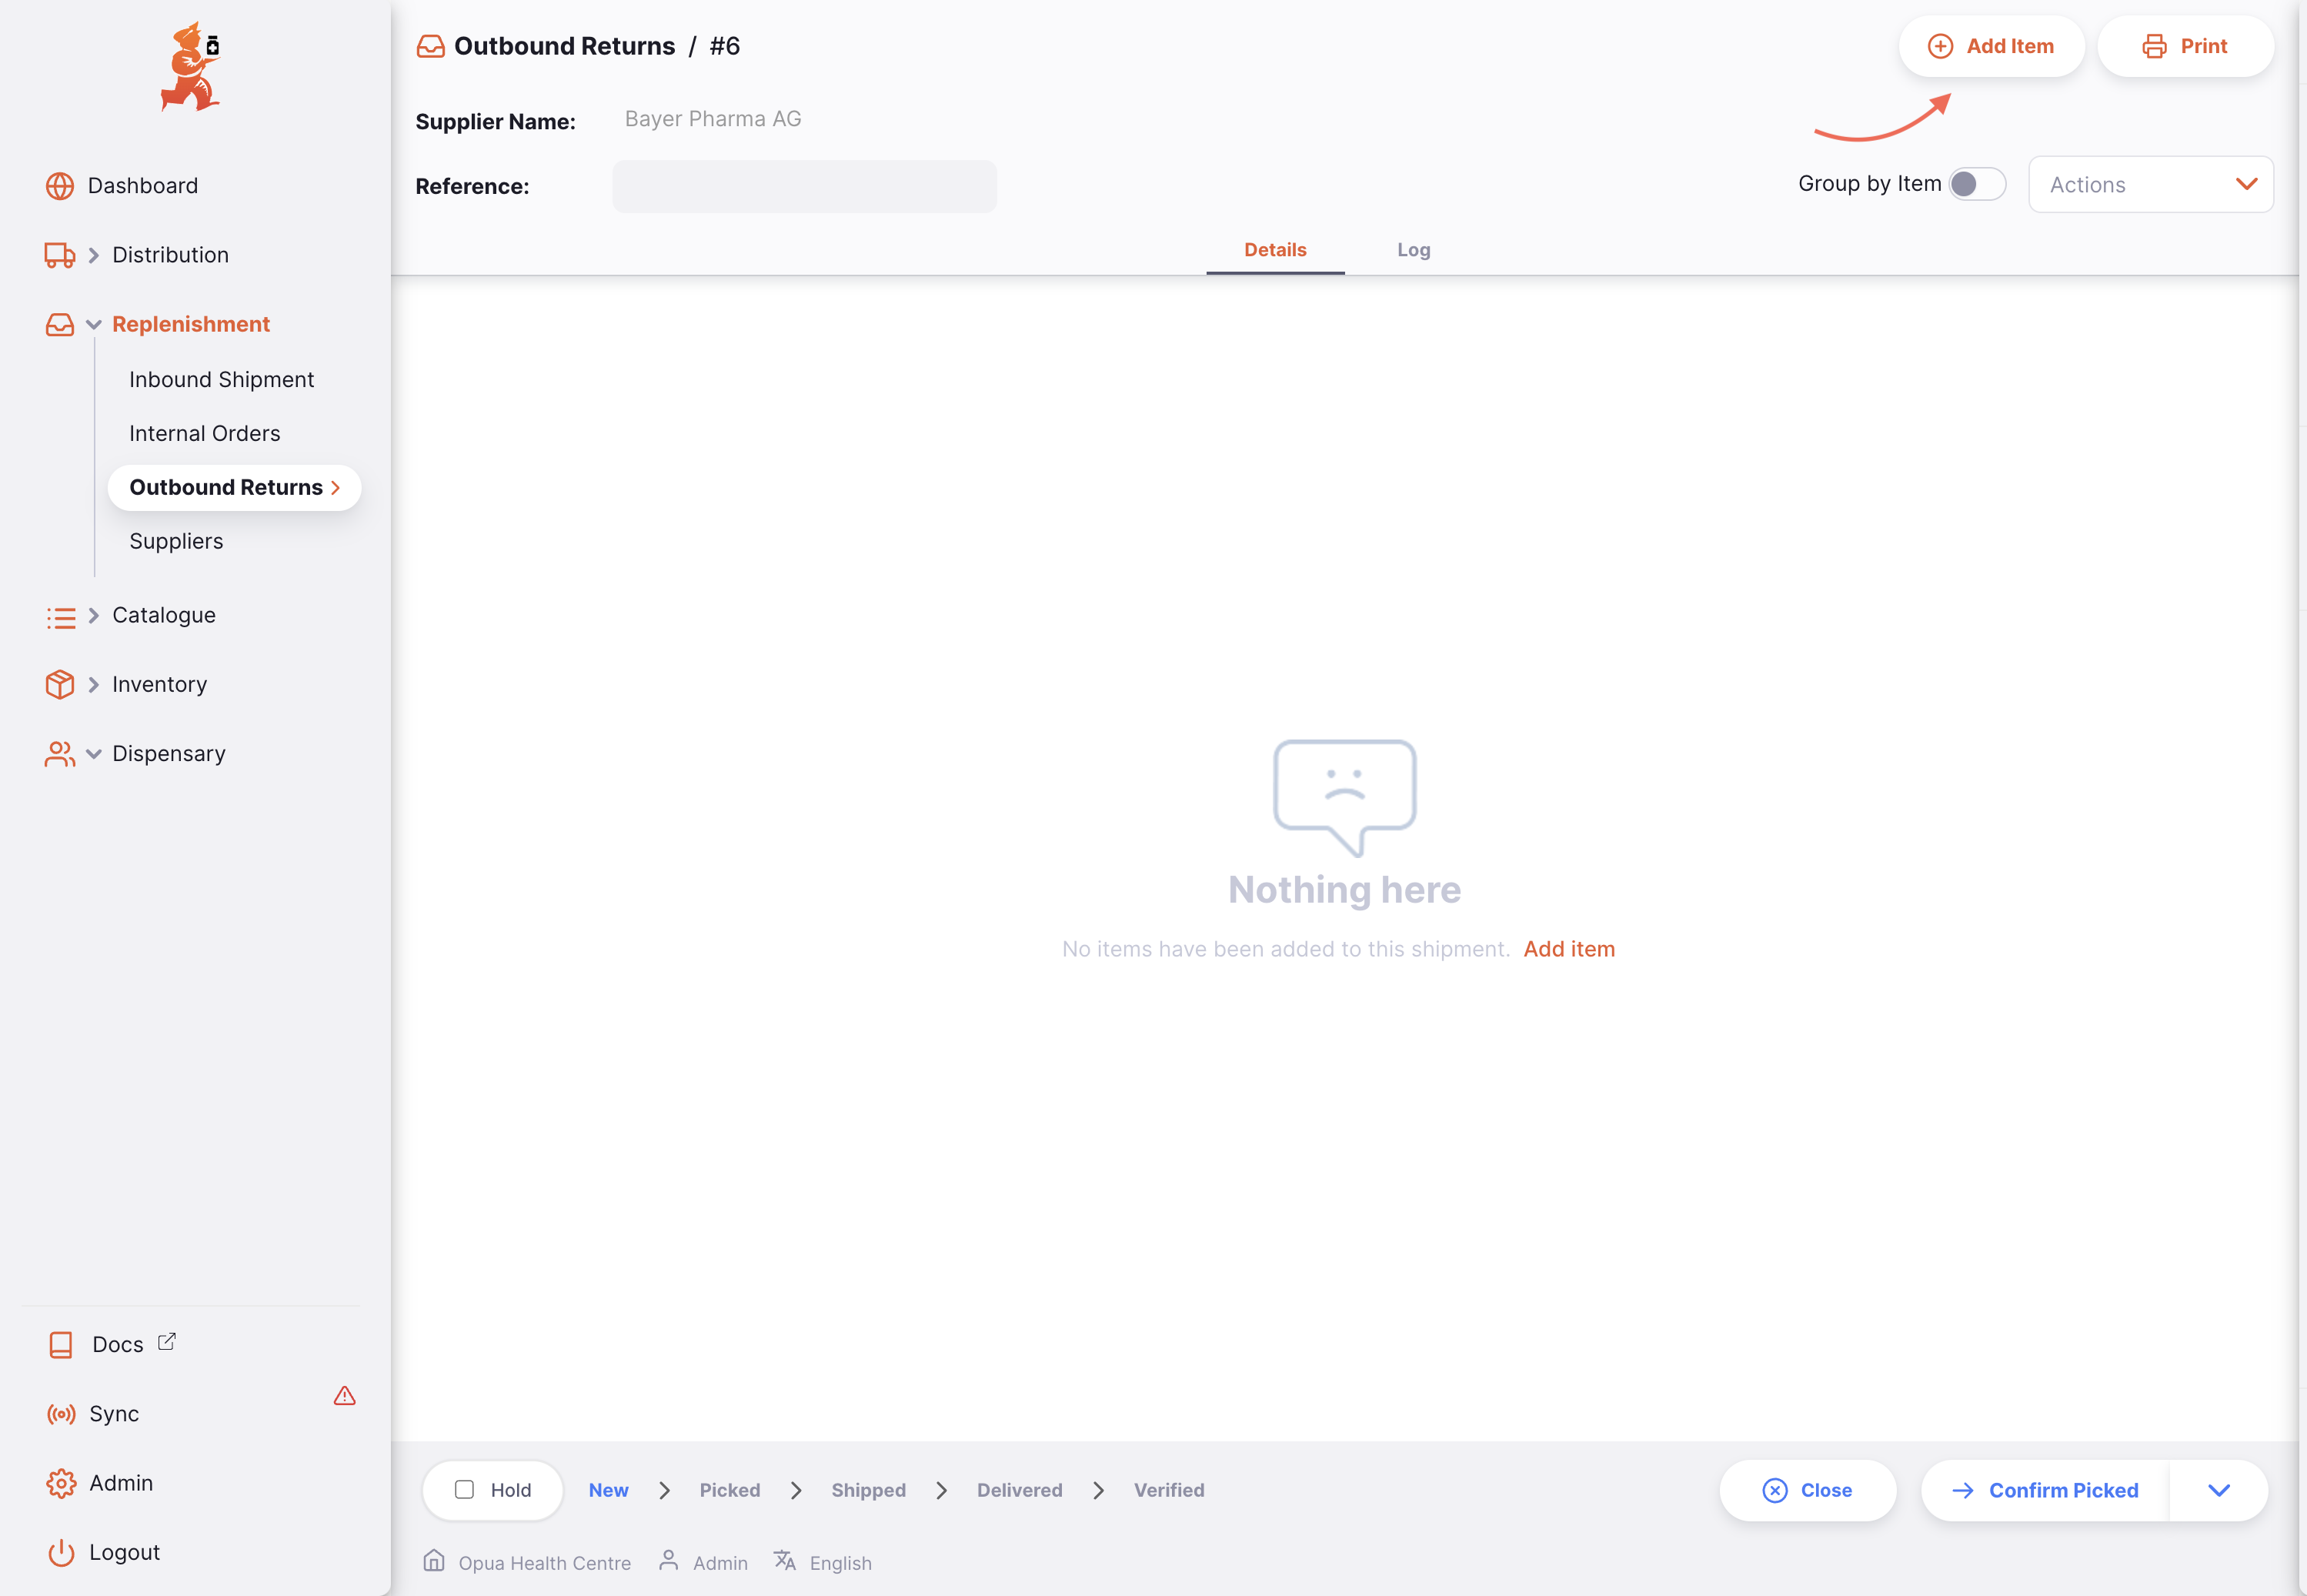 Outbound Returns / #6
Add Item
Print
Supplier Name: Bayer Pharma AG
Reference:
Group by Item
Actions
Details
Log
Dashboard
Distribution
Replenishment
Inbound Shipment
Internal Orders
Outbound Returns
Suppliers
Catalogue
Inventory
Dispensary
Nothing here
No items have been added to this shipment. Add item
Docs
Sync
Admin
Logout
Hold
New
Picked
Shipped
Delivered
Verified
Close
Confirm Picked
Opua Health Centre
Admin
English